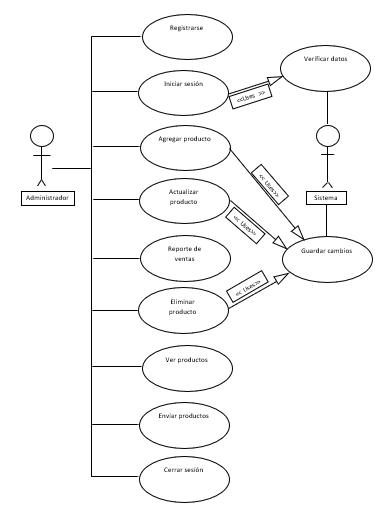 Registrarse
Verificar datos
Iniciar sesión
<<Uses >>
Agregar producto
<< Uses>>
Administrador
Actualizar
producto
Sistema
<< Uses>>
Reporte de
ventas
Guardar cambios
<< Uses>>
Eliminar
producto
Ver productos
Enviar productos
Cerrar sesión